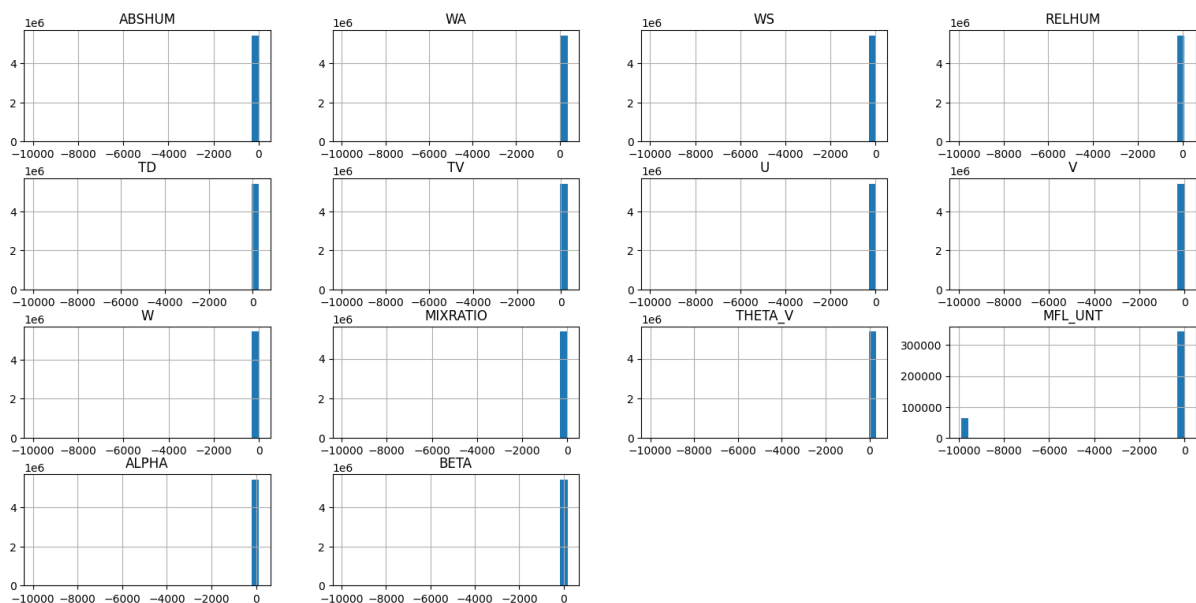 ABSHUM WA WS RELHUM
1e6 1e6 1e6 1e6
4 4 4 4
2 2 2 2
0 0 0 0
−10000 −8000 −6000 −4000 −2000 0 −10000 −8000 −6000 −4000 −2000 0 −10000 −8000 −6000 −4000 −2000 0 −10000 −8000 −6000 −4000 −2000 0
TD TV U V
1e6 1e6 1e6 1e6
4 4 4 4
2 2 2 2
0 0 0 0
−10000 −8000 −6000 −4000 −2000 0 −10000 −8000 −6000 −4000 −2000 0 −10000 −8000 −6000 −4000 −2000 0 −10000 −8000 −6000 −4000 −2000 0
W MIXRATIO THETA_V MFL_UNT
1e6 1e6 1e6
4 4 4 300000
2 2 2 200000
100000
0 0 0 0
−10000 −8000 −6000 −4000 −2000 0 −10000 −8000 −6000 −4000 −2000 0 −10000 −8000 −6000 −4000 −2000 0 −10000 −8000 −6000 −4000 −2000 0
ALPHA BETA
1e6 1e6
4 4
2 2
0 0
−10000 −8000 −6000 −4000 −2000 0 −10000 −8000 −6000 −4000 −2000 0